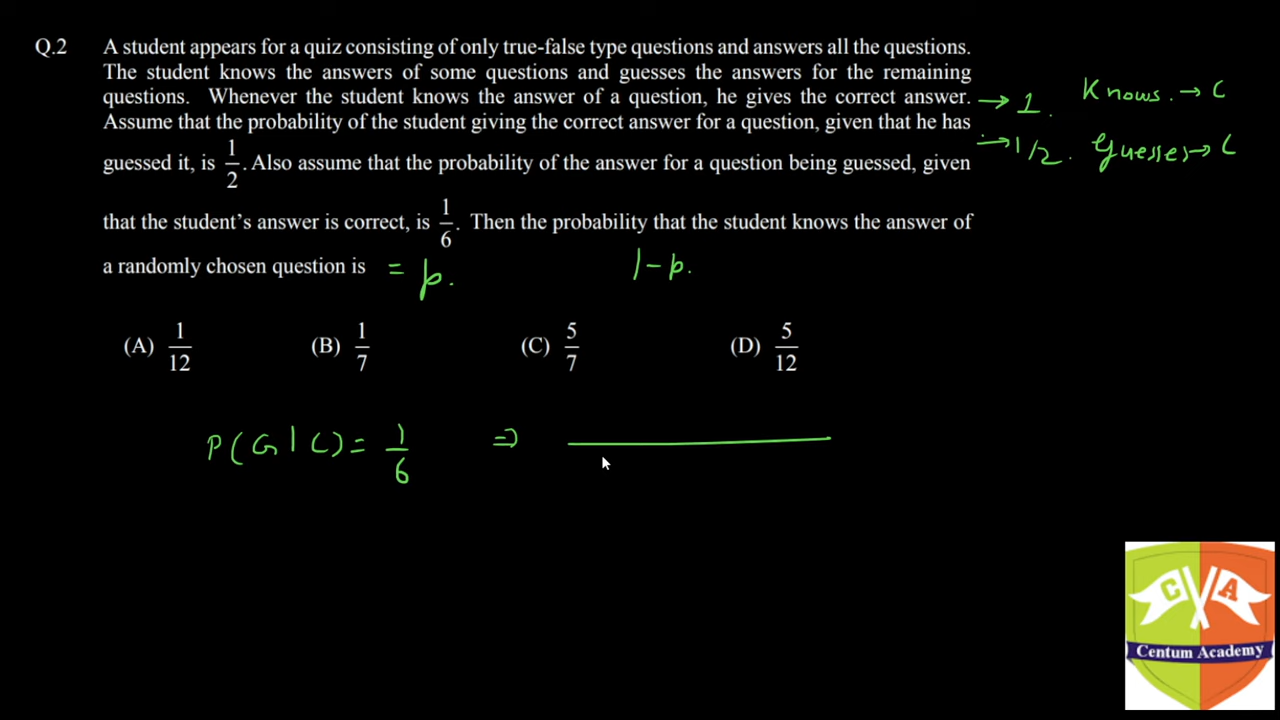 Q.2 A student appears for a quiz consisting of only true-false type questions and answers all the questions.
The student knows the answers of some questions and guesses the answers for the remaining
questions. Whenever the student knows the answer of a question, he gives the correct answer. → 1. Knows. → C
Assume that the probability of the student giving the correct answer for a question, given that he has
guessed it, is 1/2. Also assume that the probability of the answer for a question being guessed, given → 1/2. Guesses → C
that the student's answer is correct, is 1/6. Then the probability that the student knows the answer of
a randomly chosen question is = p. 1-p.
(A) 1/12 (B) 1/7 (C) 5/7 (D) 5/12
P(G|C) = 1/6 ⇒
C A
Centum Academy